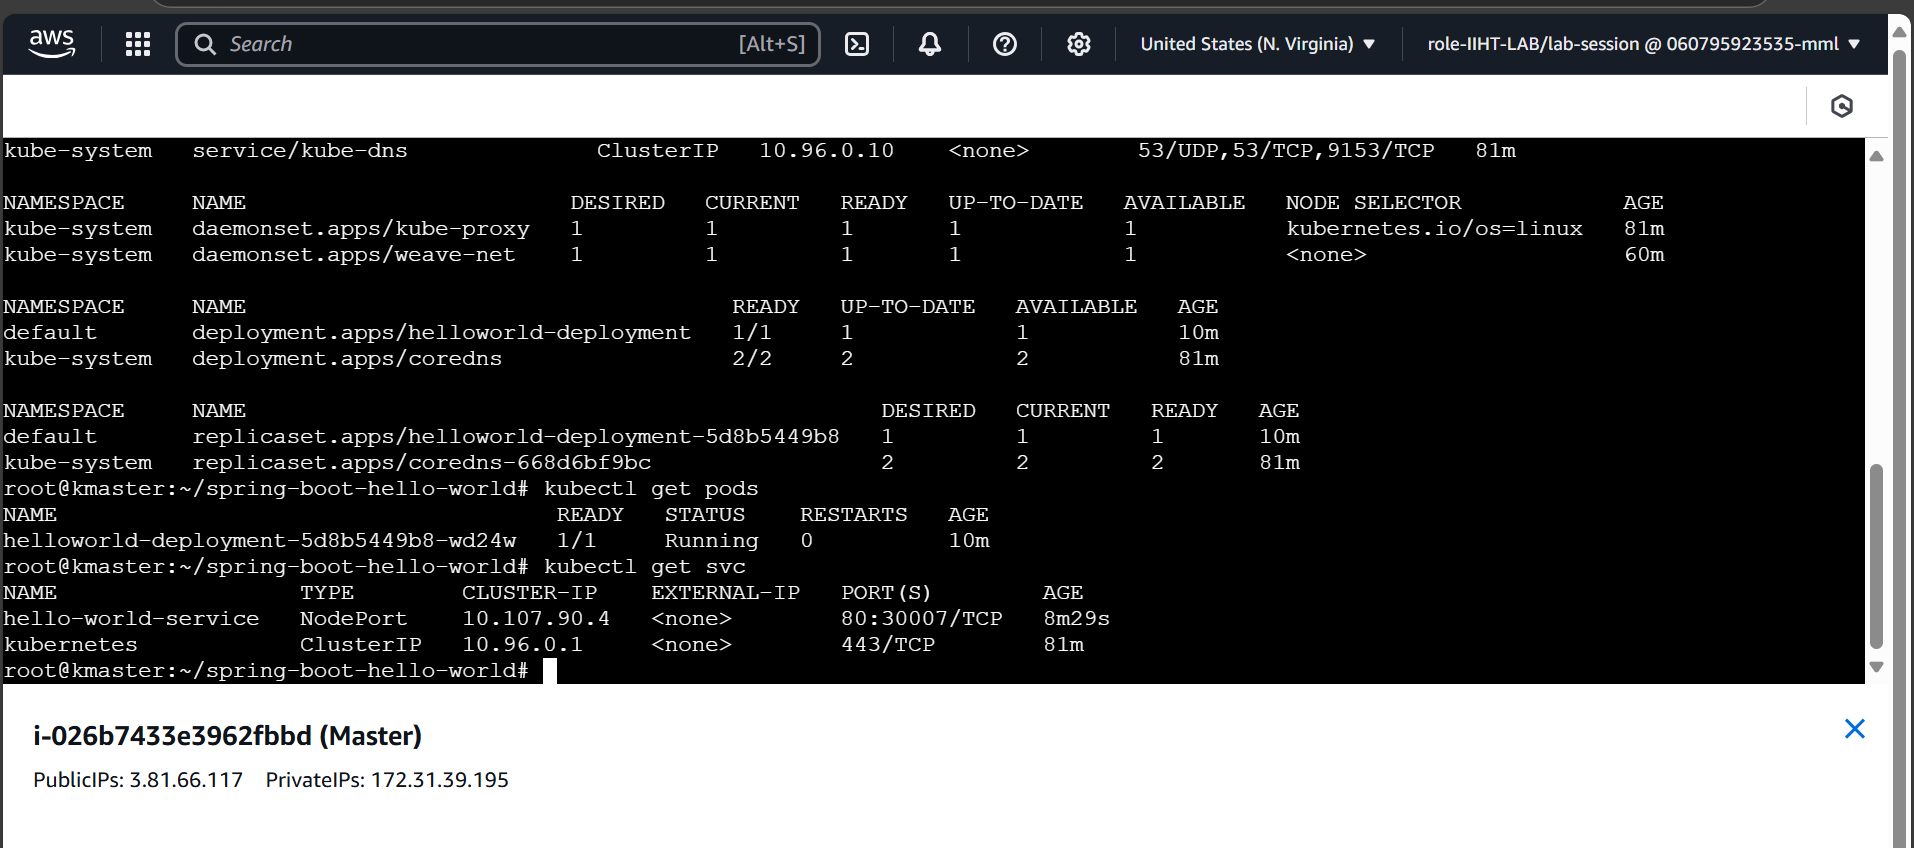 aws Search [Alt+S] United States (N. Virginia) role-IIHT-LAB/lab-session @ 060795923535-mml
kube-system service/kube-dns ClusterIP 10.96.0.10 <none> 53/UDP,53/TCP,9153/TCP 81m
NAMESPACE NAME DESIRED CURRENT READY UP-TO-DATE AVAILABLE NODE SELECTOR AGE
kube-system daemonset.apps/kube-proxy 1 1 1 1 1 kubernetes.io/os=linux 81m
kube-system daemonset.apps/weave-net 1 1 1 1 1 <none> 60m
NAMESPACE NAME READY UP-TO-DATE AVAILABLE AGE
default deployment.apps/helloworld-deployment 1/1 1 1 10m
kube-system deployment.apps/coredns 2/2 2 2 81m
NAMESPACE NAME DESIRED CURRENT READY AGE
default replicaset.apps/helloworld-deployment-5d8b5449b8 1 1 1 10m
kube-system replicaset.apps/coredns-668d6bf9bc 2 2 2 81m
root@kmaster:~/spring-boot-hello-world# kubectl get pods
NAME READY STATUS RESTARTS AGE
helloworld-deployment-5d8b5449b8-wd24w 1/1 Running 0 10m
root@kmaster:~/spring-boot-hello-world# kubectl get svc
NAME TYPE CLUSTER-IP EXTERNAL-IP PORT(S) AGE
hello-world-service NodePort 10.107.90.4 <none> 80:30007/TCP 8m29s
kubernetes ClusterIP 10.96.0.1 <none> 443/TCP 81m
root@kmaster:~/spring-boot-hello-world#
i-026b7433e3962fbbd (Master)
PublicIPs: 3.81.66.117 PrivateIPs: 172.31.39.195